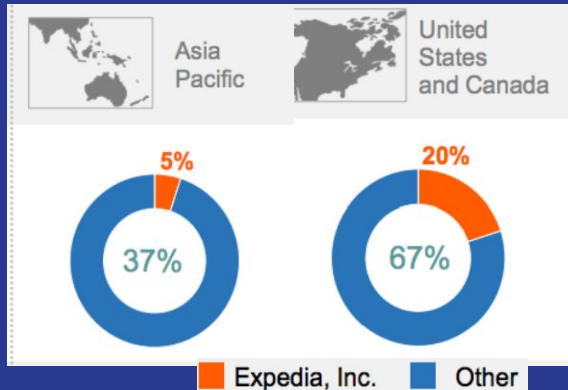 Asia
Pacific
United
States
and Canada
5%
20%
37%
67%
Expedia, Inc.
Other